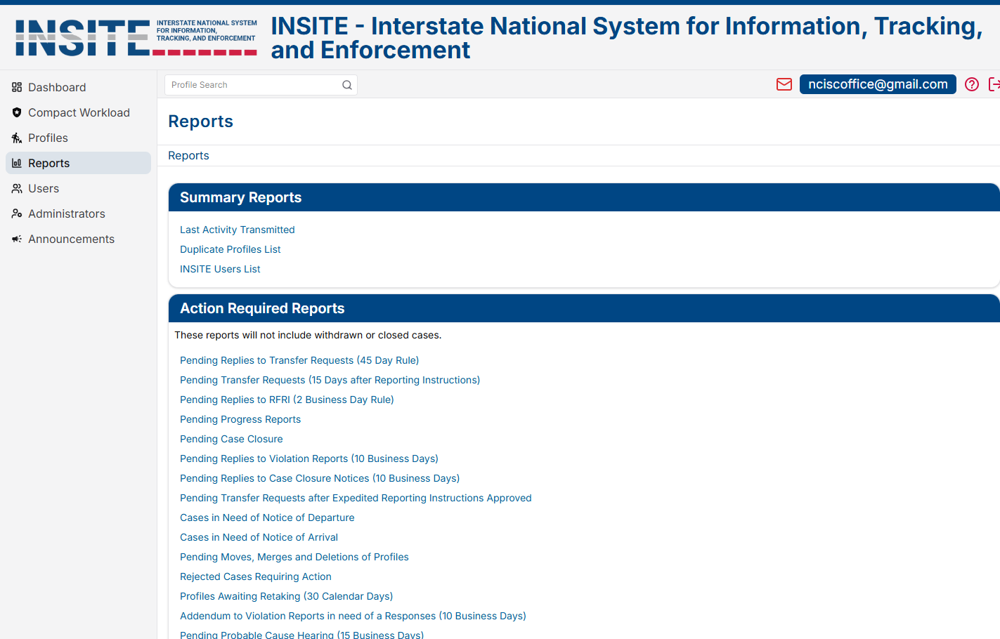 INSITE
INTERSTATE NATIONAL SYSTEM
FOR INFORMATION,
TRACKING, AND ENFORCEMENT
INSITE - Interstate National System for Information, Tracking,
and Enforcement
Dashboard
Compact Workload
Profiles
Reports
Users
Administrators
Announcements
Profile Search
nciscoffice@gmail.com
Reports
Reports
Summary Reports
Last Activity Transmitted
Duplicate Profiles List
INSITE Users List
Action Required Reports
These reports will not include withdrawn or closed cases.
Pending Replies to Transfer Requests (45 Day Rule)
Pending Transfer Requests (15 Days after Reporting Instructions)
Pending Replies to RFRI (2 Business Day Rule)
Pending Progress Reports
Pending Case Closure
Pending Replies to Violation Reports (10 Business Days)
Pending Replies to Case Closure Notices (10 Business Days)
Pending Transfer Requests after Expedited Reporting Instructions Approved
Cases in Need of Notice of Departure
Cases in Need of Notice of Arrival
Pending Moves, Merges and Deletions of Profiles
Rejected Cases Requiring Action
Profiles Awaiting Retaking (30 Calendar Days)
Addendum to Violation Reports in need of a Responses (10 Business Days)
Pending Probable Cause Hearing (15 Business Days)